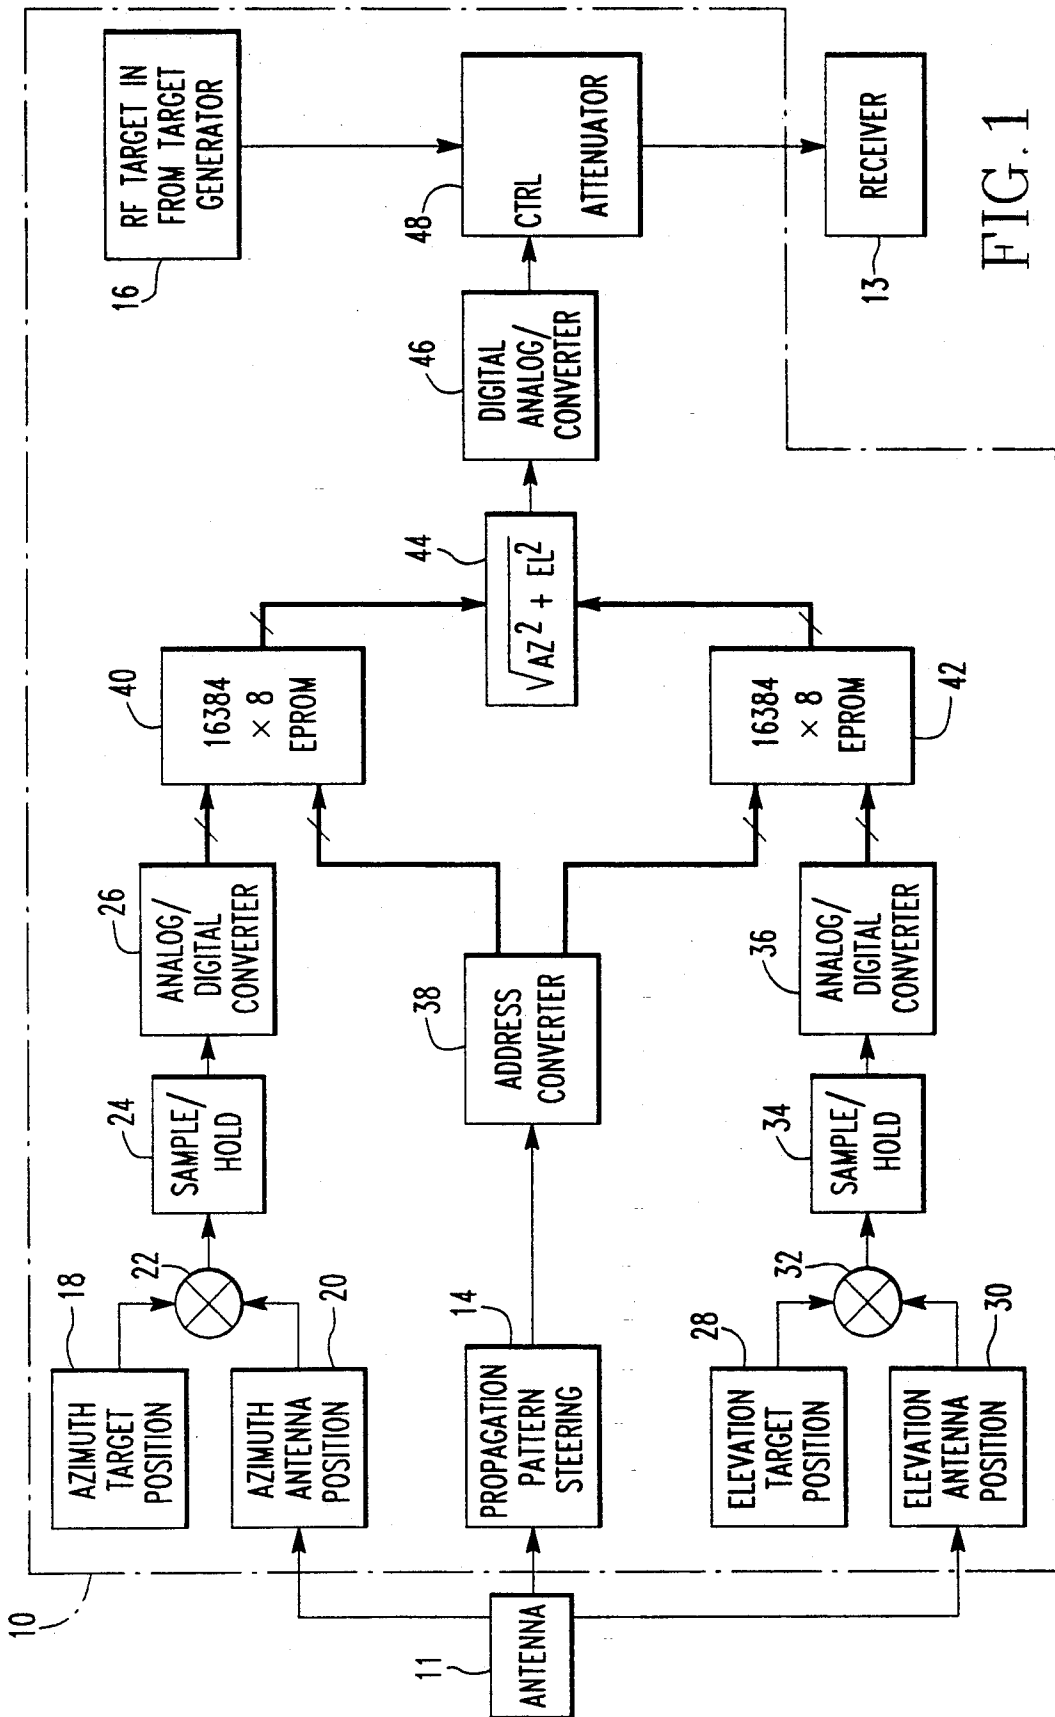 10
18
AZIMUTH
TARGET
POSITION
20
AZIMUTH
ANTENNA
POSITION
22
24
SAMPLE/
HOLD
26
ANALOG/
DIGITAL
CONVERTER
40
16384
× 8
EPROM
16
RF TARGET IN
FROM TARGET
GENERATOR
11
ANTENNA
14
PROPAGATION
PATTERN
STEERING
38
ADDRESS
CONVERTER
44
√AZ² + EL²
46
DIGITAL
ANALOG/
CONVERTER
48
CTRL
ATTENUATOR
28
ELEVATION
TARGET
POSITION
30
ELEVATION
ANTENNA
POSITION
32
34
SAMPLE/
HOLD
36
ANALOG/
DIGITAL
CONVERTER
42
16384
× 8
EPROM
13
RECEIVER
FIG. 1